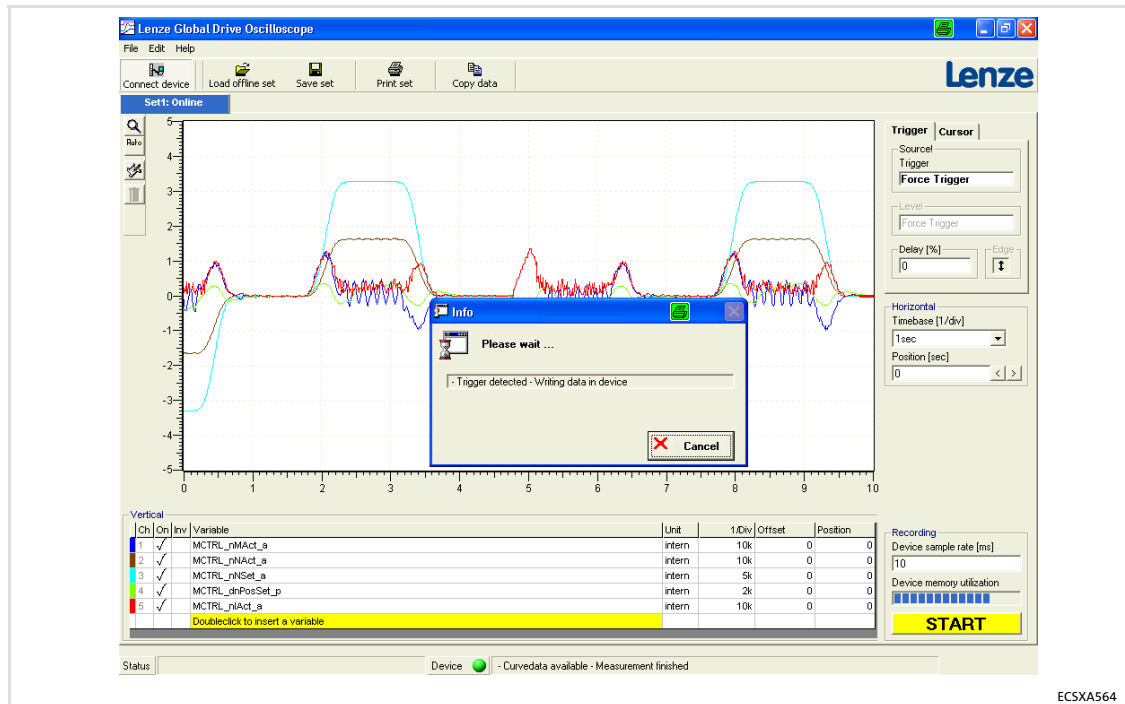 Lenze Global Drive Oscilloscope
File Edit Help
Connect device Load offline set Save set Print set Copy data
Lenze
Set1: Online
Auto
5
4
3
2
1
0
-1
-2
-3
-4
-5
0 1 2 3 4 5 6 7 8 9 10
Info
Please wait ...
- Trigger detected - Writing data in device
Cancel
Trigger Cursor
Source!
Trigger
Force Trigger
Level
Force Trigger
Delay [%] Edge
0
Horizontal
Timebase [1/div]
1sec
Position [sec]
0 < >
Vertical
Ch On Inv Variable Unit 1/Div Offset Position
1 ✓ MCTRL_nMAct_a intern 10k 0 0
2 ✓ MCTRL_nNAct_a intern 10k 0 0
3 ✓ MCTRL_nNSet_a intern 5k 0 0
4 ✓ MCTRL_dnPosSet_p intern 2k 0 0
5 ✓ MCTRL_nIAct_a intern 10k 0 0
Doubleclick to insert a variable
Recording
Device sample rate [ms]
10
Device memory utilization
START
Status Device - Curvedata available - Measurement finished
ECSXA564